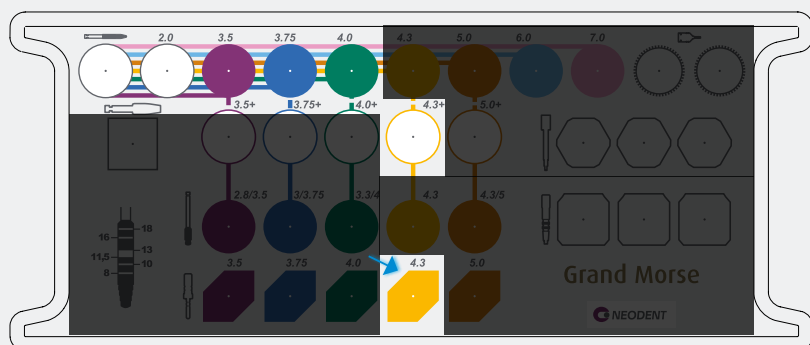 2.0 3.5 3.75 4.0 4.3 5.0 6.0 7.0
3.5+ 3.75+ 4.0+ 4.3+ 5.0+
2.8/3.5 3/3.75 3.3/4 4.3 4.3/5
18
16
13
11,5
10
8
3.5 3.75 4.0 4.3 5.0
Grand Morse
NEODENT